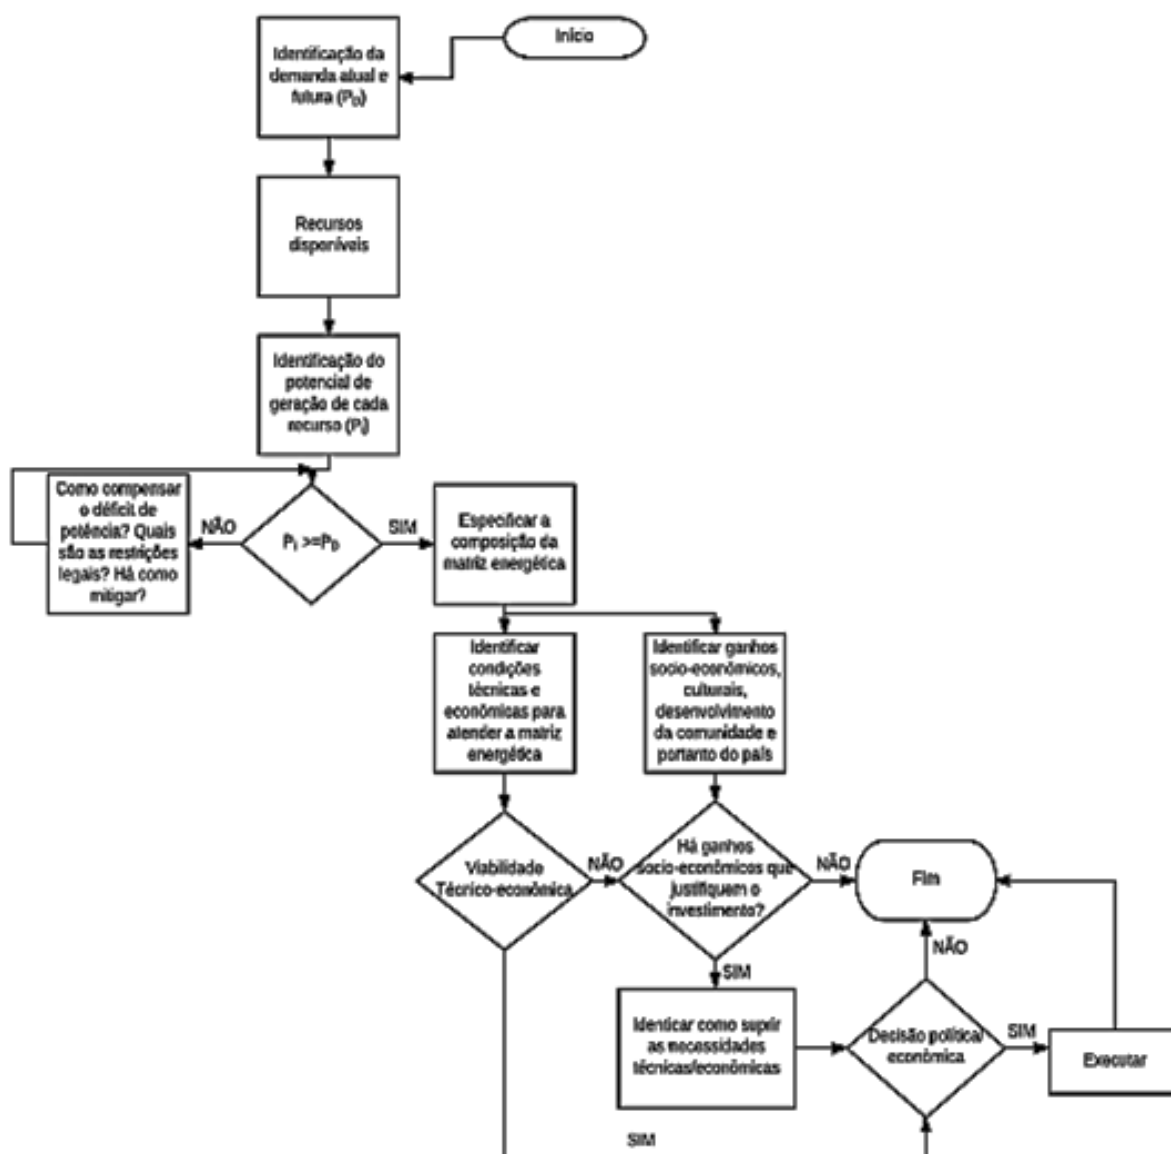 Início
Identificação da
demanda atual e
futura (PD)
Recursos
disponíveis
Identificação do
potencial de
geração de cada
recurso (Pi)
Como compensar
o déficit de
potência? Quais
são as restrições
legais? Há como
mitigar?
NÃO
Pi >=PD
SIM
Especificar a
composição da
matriz energética
Identificar
condições
técnicas e
econômicas para
atender a matriz
energética
Identificar ganhos
socio-econômicos,
culturais,
desenvolvimento
da comunidade e
portanto do país
Viabilidade
Técnico-econômica
NÃO
Há ganhos
socio-econômicos que
justifiquem o
investimento?
NÃO
Fim
SIM
NÃO
Identicar como suprir
as necessidades
técnicas/econômicas
Decisão política/
econômica
SIM
Executar
SIM